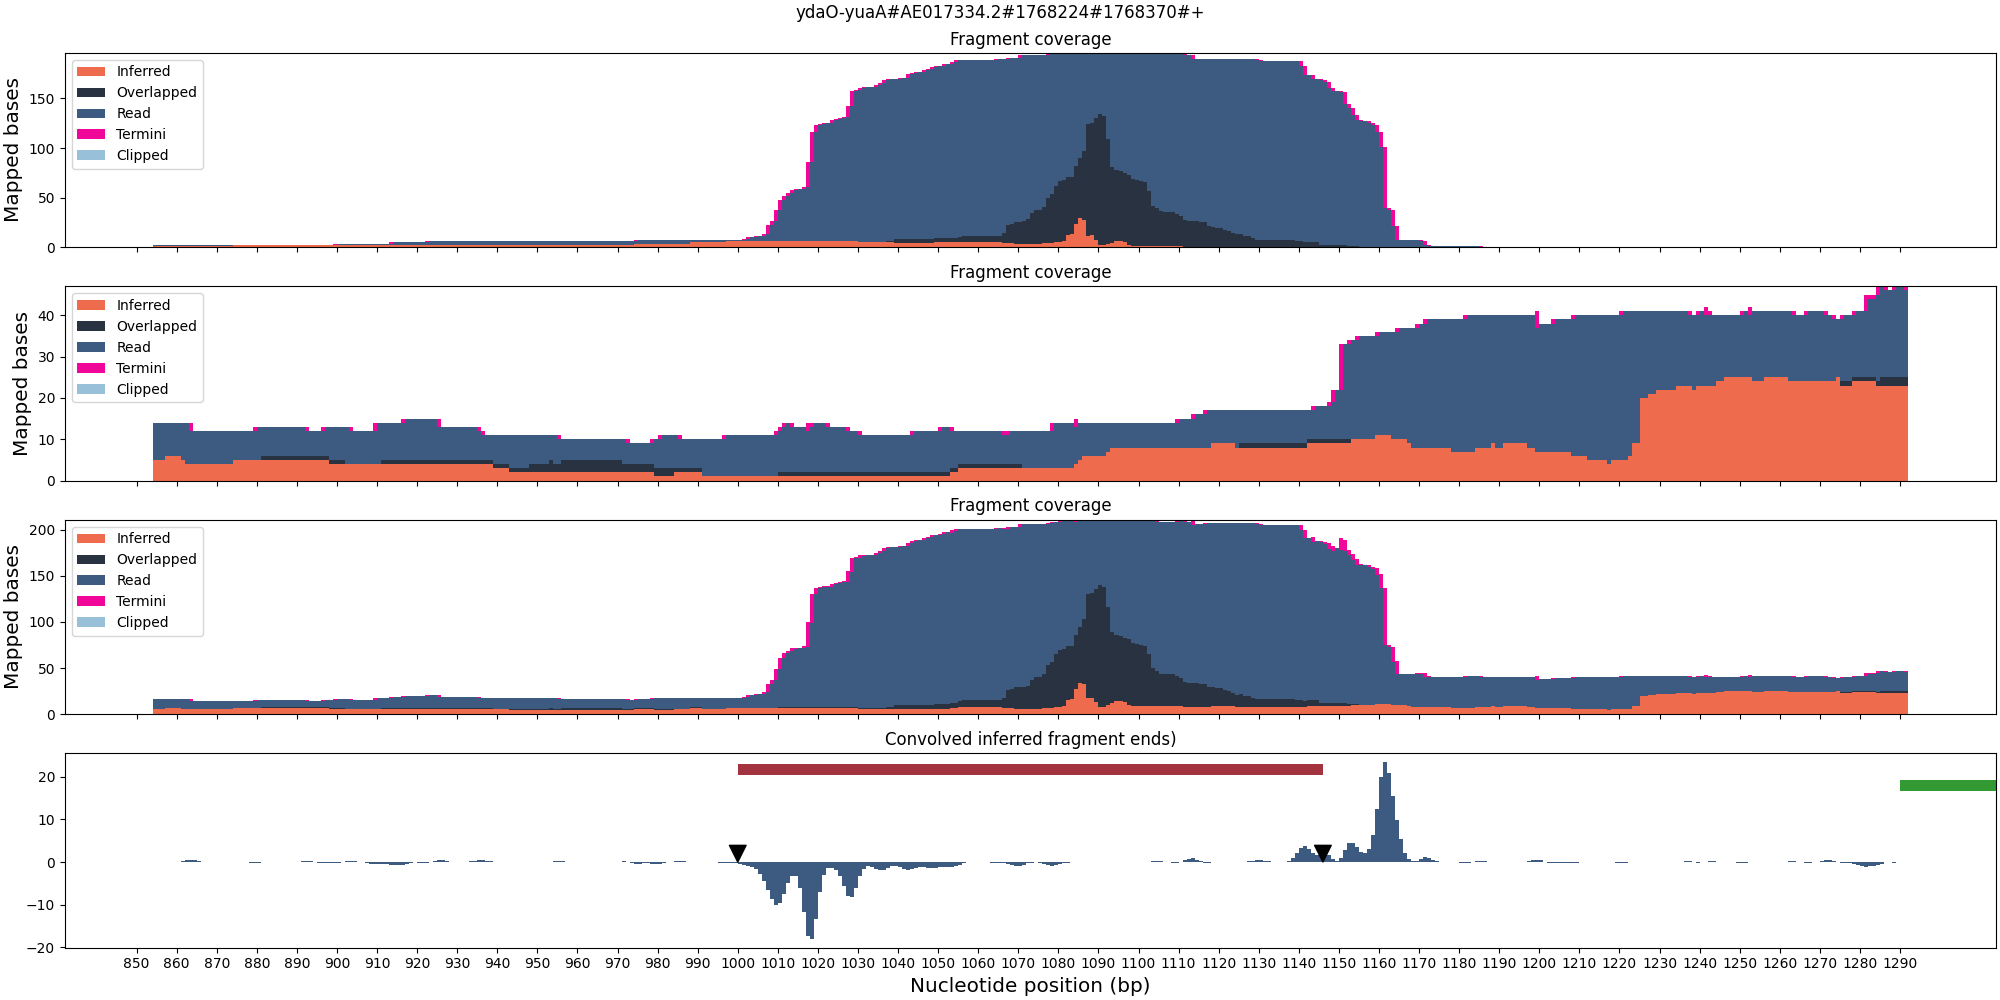 ydaO-yuaA#AE017334.2#1768224#1768370#+
Fragment coverage
Mapped bases
150
100
50
0
Inferred
Overlapped
Read
Termini
Clipped
Fragment coverage
Mapped bases
40
30
20
10
0
Inferred
Overlapped
Read
Termini
Clipped
Fragment coverage
Mapped bases
200
150
100
50
0
Inferred
Overlapped
Read
Termini
Clipped
Convolved inferred fragment ends)
20
10
0
−10
−20
850 860 870 880 890 900 910 920 930 940 950 960 970 980 990 1000 1010 1020 1030 1040 1050 1060 1070 1080 1090 1100 1110 1120 1130 1140 1150 1160 1170 1180 1190 1200 1210 1220 1230 1240 1250 1260 1270 1280 1290
Nucleotide position (bp)